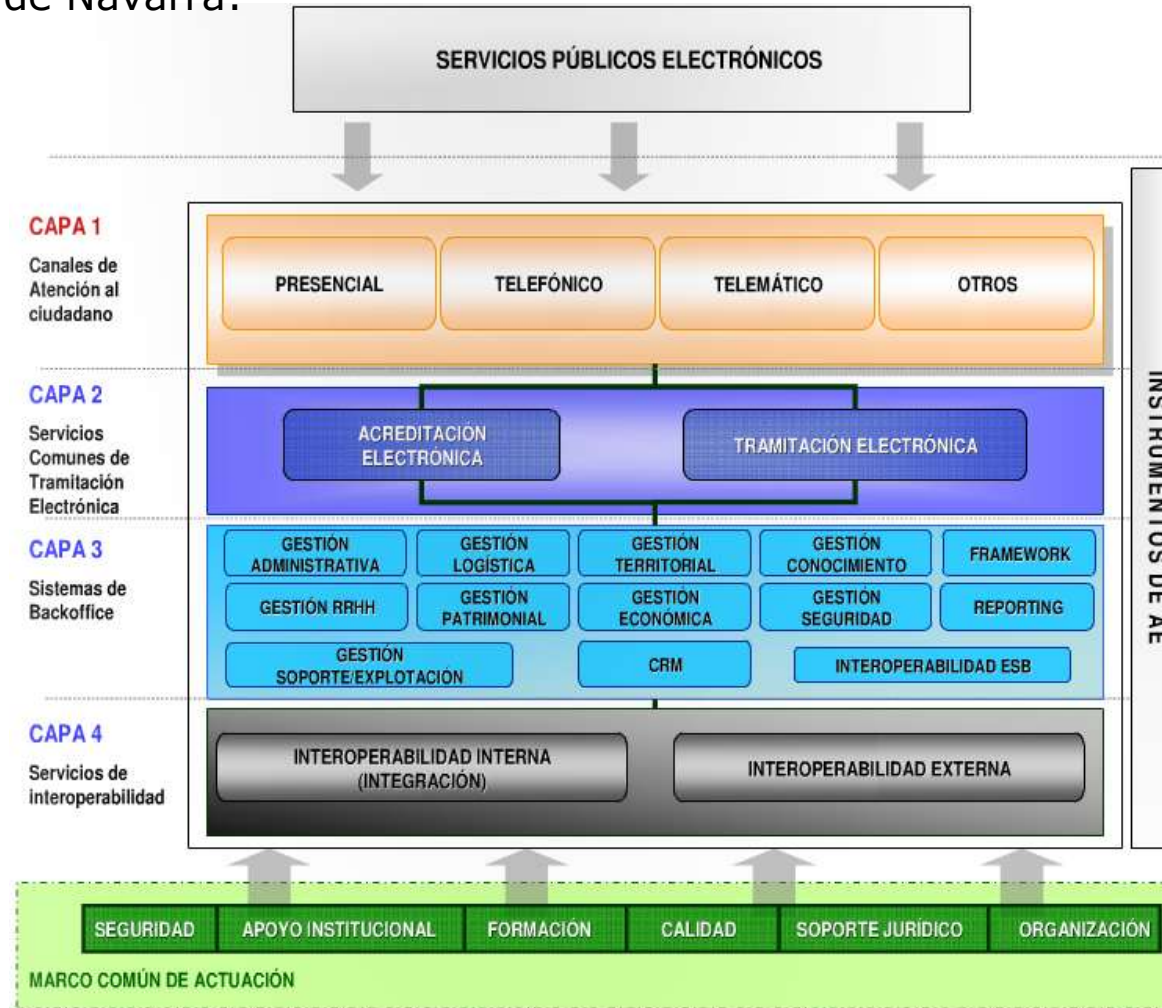 de Navarra:
SERVICIOS PÚBLICOS ELECTRÓNICOS
CAPA 1
Canales de
Atención al
ciudadano
PRESENCIAL
TELEFÓNICO
TELEMÁTICO
OTROS
CAPA 2
Servicios
Comunes de
Tramitación
Electrónica
ACREDITACIÓN
ELECTRÓNICA
TRAMITACIÓN ELECTRÓNICA
CAPA 3
Sistemas de
Backoffice
GESTIÓN
ADMINISTRATIVA
GESTIÓN
LOGÍSTICA
GESTIÓN
TERRITORIAL
GESTIÓN
CONOCIMIENTO
FRAMEWORK
GESTIÓN RRHH
GESTIÓN
PATRIMONIAL
GESTIÓN
ECONÓMICA
GESTIÓN
SEGURIDAD
REPORTING
GESTIÓN
SOPORTE/EXPLOTACIÓN
CRM
INTEROPERABILIDAD ESB
CAPA 4
Servicios de
interoperabilidad
INTEROPERABILIDAD INTERNA
(INTEGRACIÓN)
INTEROPERABILIDAD EXTERNA
INSTRUMENTOS DE AE
SEGURIDAD
APOYO INSTITUCIONAL
FORMACIÓN
CALIDAD
SOPORTE JURÍDICO
ORGANIZACIÓN
MARCO COMÚN DE ACTUACIÓN